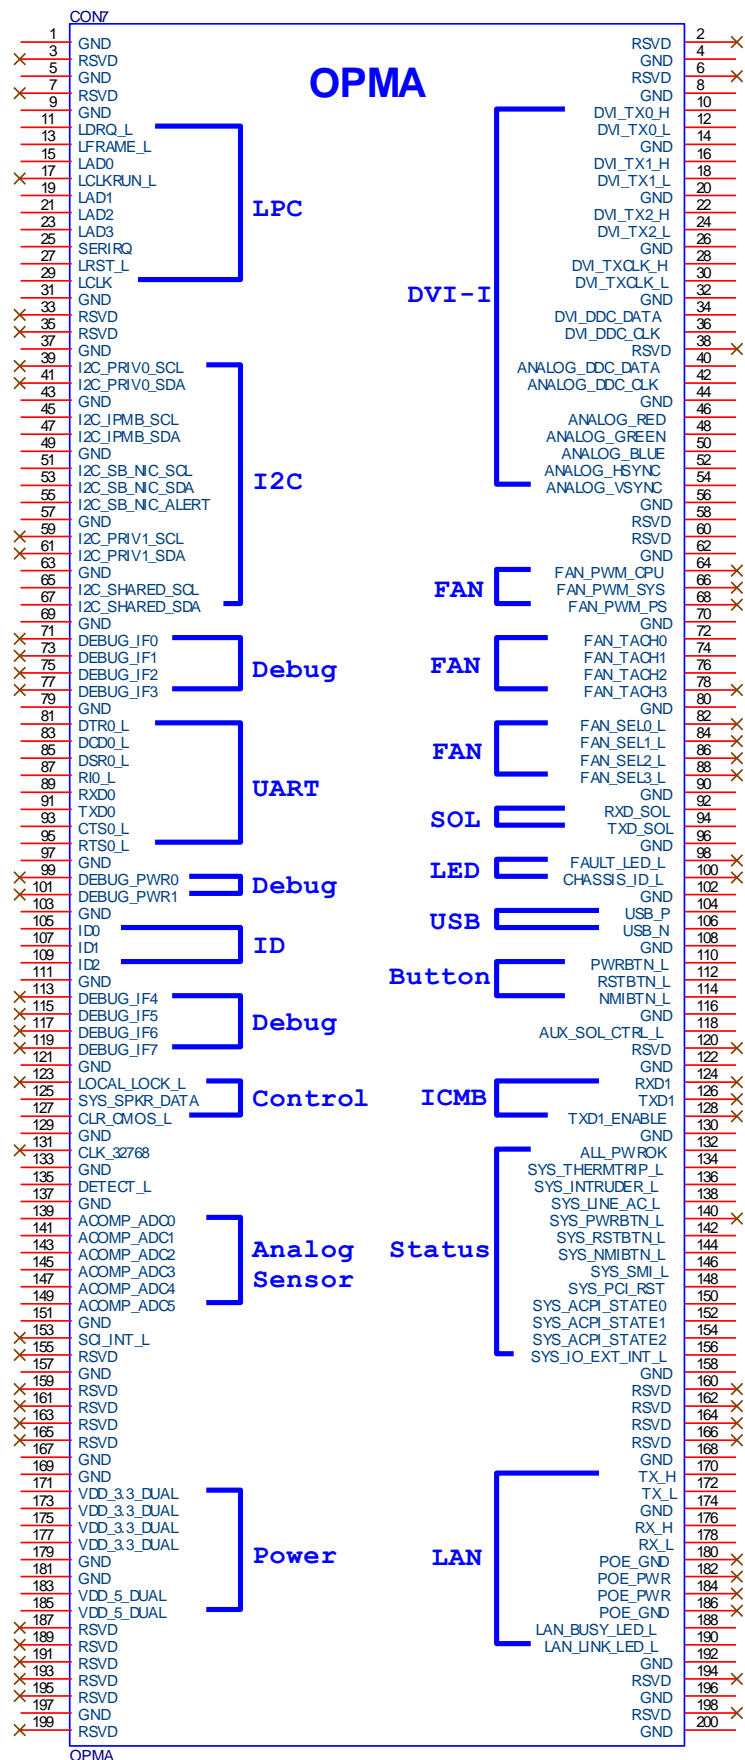 CON7
OPMA
1 GND
3 RSVD
5 GND
7 RSVD
9 GND
11 LDRQ_L
13 LFRAME_L
15 LAD0
17 LCLKRUN_L
19 LAD1
21 LAD2
23 LAD3
25 SERIRQ
27 LRST_L
29 LCLK
LPC
31 GND
33 RSVD
35 RSVD
37 GND
39 I2C_PRIV0_SCL
41 I2C_PRIV0_SDA
43 GND
45 I2C_IPMB_SCL
47 I2C_IPMB_SDA
49 GND
51 I2C_SB_NIC_SCL
53 I2C_SB_NIC_SDA
55 I2C_SB_NIC_ALERT
57 GND
59 I2C_PRIV1_SCL
61 I2C_PRIV1_SDA
63 GND
65 I2C_SHARED_SCL
67 I2C_SHARED_SDA
I2C
69 GND
71 DEBUG_IF0
73 DEBUG_IF1
75 DEBUG_IF2
77 DEBUG_IF3
Debug
79 GND
81 DTR0_L
83 DCD0_L
85 DSR0_L
87 RI0_L
89 RXD0
91 TXD0
93 CTS0_L
95 RTS0_L
UART
97 GND
99 DEBUG_PWR0
101 DEBUG_PWR1
Debug
103 GND
105 ID0
107 ID1
109 ID2
ID
111 GND
113 DEBUG_IF4
115 DEBUG_IF5
117 DEBUG_IF6
119 DEBUG_IF7
Debug
121 GND
123 LOCAL_LOCK_L
125 SYS_SPKR_DATA
127 CLR_CMOS_L
Control
129 GND
131 CLK_32768
133 GND
135 DETECT_L
137 GND
139 ACOMP_ADC0
141 ACOMP_ADC1
143 ACOMP_ADC2
145 ACOMP_ADC3
147 ACOMP_ADC4
149 ACOMP_ADC5
Analog
Sensor
151 GND
153 SCI_INT_L
155 RSVD
157 GND
159 RSVD
161 RSVD
163 RSVD
165 RSVD
167 GND
169 GND
171 VDD_3.3_DUAL
173 VDD_3.3_DUAL
175 VDD_3.3_DUAL
177 VDD_3.3_DUAL
179 GND
181 GND
183 VDD_5_DUAL
185 VDD_5_DUAL
Power
187 RSVD
189 RSVD
191 RSVD
193 RSVD
195 RSVD
197 GND
199 RSVD
RSVD 2
GND 4
RSVD 6
GND 8
DVI_TX0_H 10
DVI_TX0_L 12
GND 14
DVI_TX1_H 16
DVI_TX1_L 18
GND 20
DVI_TX2_H 22
DVI_TX2_L 24
GND 26
DVI_TXCLK_H 28
DVI_TXCLK_L 30
GND 32
DVI_DDC_DATA 34
DVI_DDC_CLK 36
RSVD 38
ANALOG_DDC_DATA 40
ANALOG_DDC_CLK 42
GND 44
ANALOG_RED 46
ANALOG_GREEN 48
ANALOG_BLUE 50
ANALOG_HSYNC 52
ANALOG_VSYNC 54
DVI-I
GND 56
RSVD 58
RSVD 60
GND 62
FAN_PWM_CPU 64
FAN_PWM_SYS 66
FAN_PWM_PS 68
FAN
GND 70
FAN_TACH0 72
FAN_TACH1 74
FAN_TACH2 76
FAN_TACH3 78
FAN
GND 80
FAN_SEL0_L 82
FAN_SEL1_L 84
FAN_SEL2_L 86
FAN_SEL3_L 88
FAN
GND 90
RXD_SOL 92
TXD_SOL 94
SOL
GND 96
FAULT_LED_L 98
CHASSIS_ID_L 100
LED
GND 102
USB_P 104
USB_N 106
USB
GND 108
PWRBTN_L 110
RSTBTN_L 112
NMIBTN_L 114
Button
GND 116
AUX_SOL_CTRL_L 118
RSVD 120
GND 122
RXD1 124
TXD1 126
TXD1_ENABLE 128
ICMB
GND 130
ALL_PWROK 132
SYS_THERMTRIP_L 134
SYS_INTRUDER_L 136
SYS_LINE_AC_L 138
SYS_PWRBTN_L 140
SYS_RSTBTN_L 142
SYS_NMIBTN_L 144
SYS_SMI_L 146
SYS_PCI_RST 148
SYS_ACPI_STATE0 150
SYS_ACPI_STATE1 152
SYS_ACPI_STATE2 154
SYS_IO_EXT_INT_L 156
Status
GND 158
RSVD 160
RSVD 162
RSVD 164
RSVD 166
GND 168
TX_H 170
TX_L 172
GND 174
RX_H 176
RX_L 178
POE_GND 180
POE_PWR 182
POE_PWR 184
POE_GND 186
LAN_BUSY_LED_L 188
LAN_LINK_LED_L 190
LAN
GND 192
RSVD 194
GND 196
RSVD 198
GND 200
OPMA